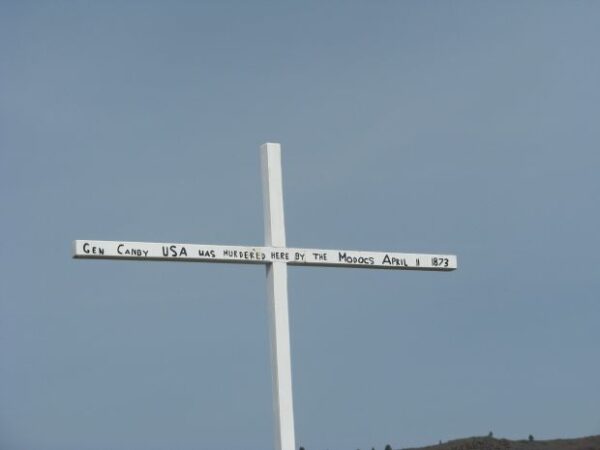 Gen Canby USA was murdered here by the Modocs April 11 1873